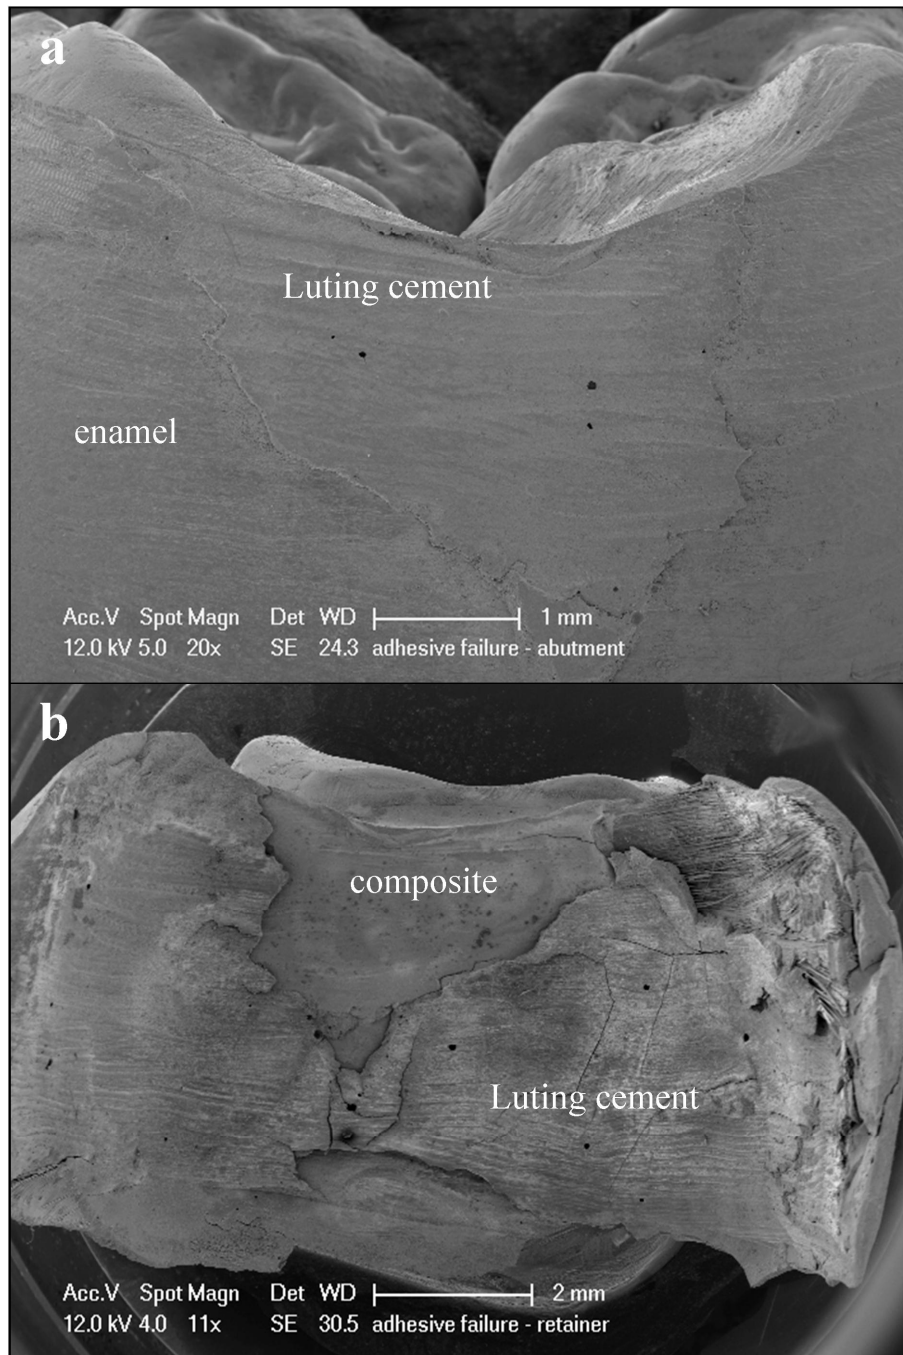 a
Luting cement
enamel
Acc.V Spot Magn Det WD 1 mm
12.0 kV 5.0 20x SE 24.3 adhesive failure - abutment
b
composite
Luting cement
Acc.V Spot Magn Det WD 2 mm
12.0 kV 4.0 11x SE 30.5 adhesive failure - retainer